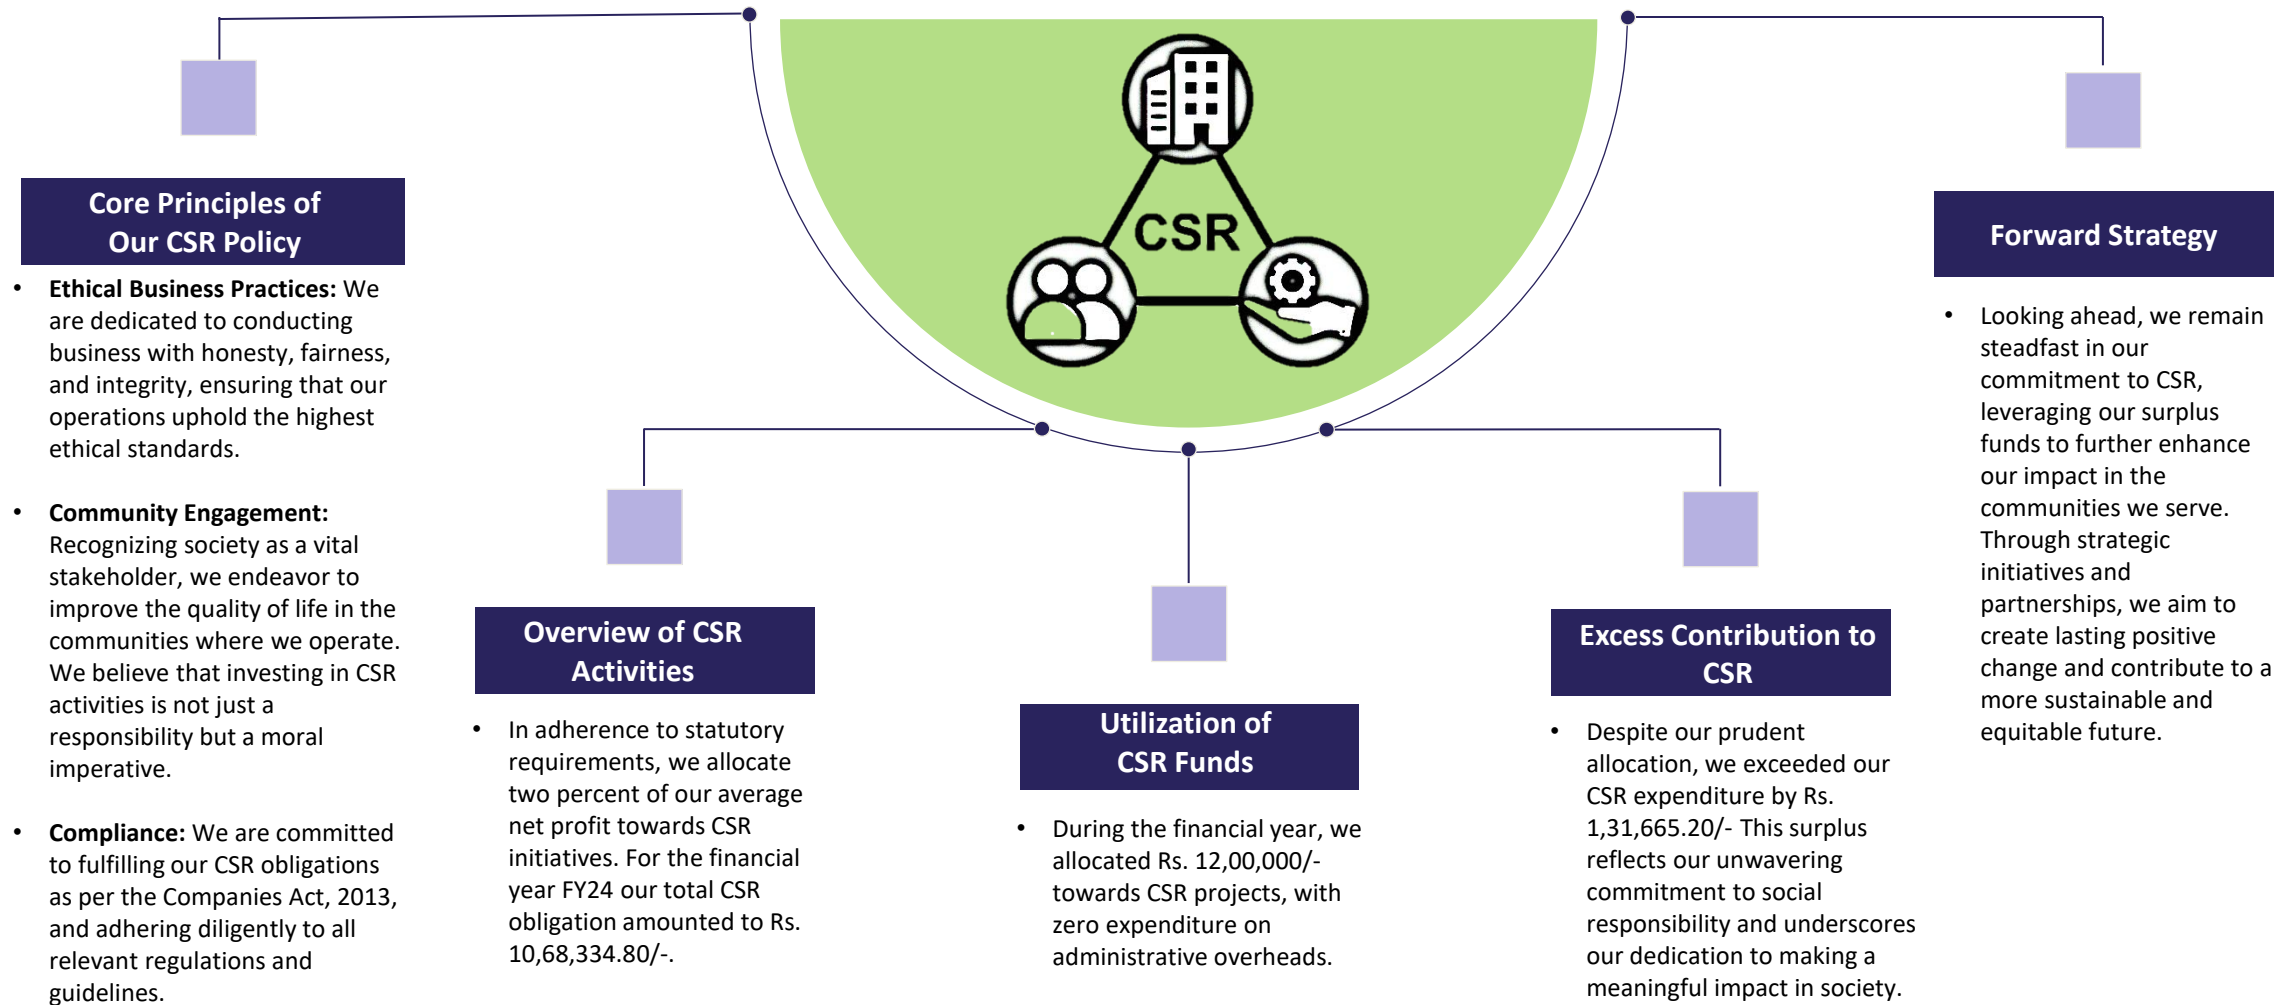 CSR
Core Principles of
Our CSR Policy
• Ethical Business Practices: We
are dedicated to conducting
business with honesty, fairness,
and integrity, ensuring that our
operations uphold the highest
ethical standards.
• Community Engagement:
Recognizing society as a vital
stakeholder, we endeavor to
improve the quality of life in the
communities where we operate.
We believe that investing in CSR
activities is not just a
responsibility but a moral
imperative.
• Compliance: We are committed
to fulfilling our CSR obligations
as per the Companies Act, 2013,
and adhering diligently to all
relevant regulations and
guidelines.
Overview of CSR
Activities
• In adherence to statutory
requirements, we allocate
two percent of our average
net profit towards CSR
initiatives. For the financial
year FY24 our total CSR
obligation amounted to Rs.
10,68,334.80/-.
Utilization of
CSR Funds
• During the financial year, we
allocated Rs. 12,00,000/-
towards CSR projects, with
zero expenditure on
administrative overheads.
Excess Contribution to
CSR
• Despite our prudent
allocation, we exceeded our
CSR expenditure by Rs.
1,31,665.20/- This surplus
reflects our unwavering
commitment to social
responsibility and underscores
our dedication to making a
meaningful impact in society.
Forward Strategy
• Looking ahead, we remain
steadfast in our
commitment to CSR,
leveraging our surplus
funds to further enhance
our impact in the
communities we serve.
Through strategic
initiatives and
partnerships, we aim to
create lasting positive
change and contribute to a
more sustainable and
equitable future.